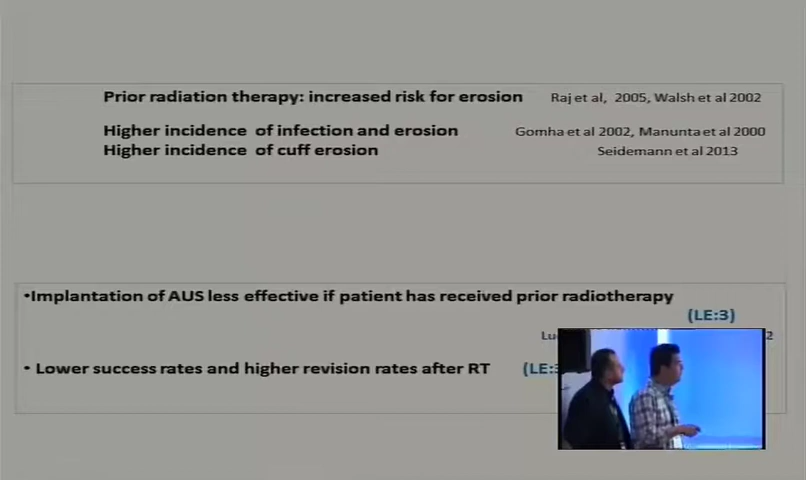 Prior radiation therapy: increased risk for erosion Raj et al, 2005, Walsh et al 2002
Higher incidence of infection and erosion Gomha et al 2002, Manunta et al 2000
Higher incidence of cuff erosion Seidemann et al 2013
•Implantation of AUS less effective if patient has received prior radiotherapy
(LE:3)
• Lower success rates and higher revision rates after RT (LE:3